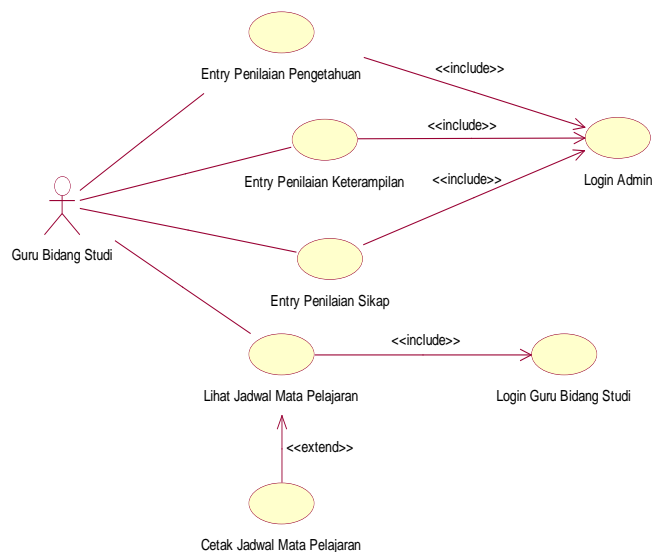 Entry Penilaian Pengetahuan
<<include>>
<<include>>
Entry Penilaian Keterampilan
Login Admin
<<include>>
Guru Bidang Studi
Entry Penilaian Sikap
<<include>>
Lihat Jadwal Mata Pelajaran
Login Guru Bidang Studi
<<extend>>
Cetak Jadwal Mata Pelajaran